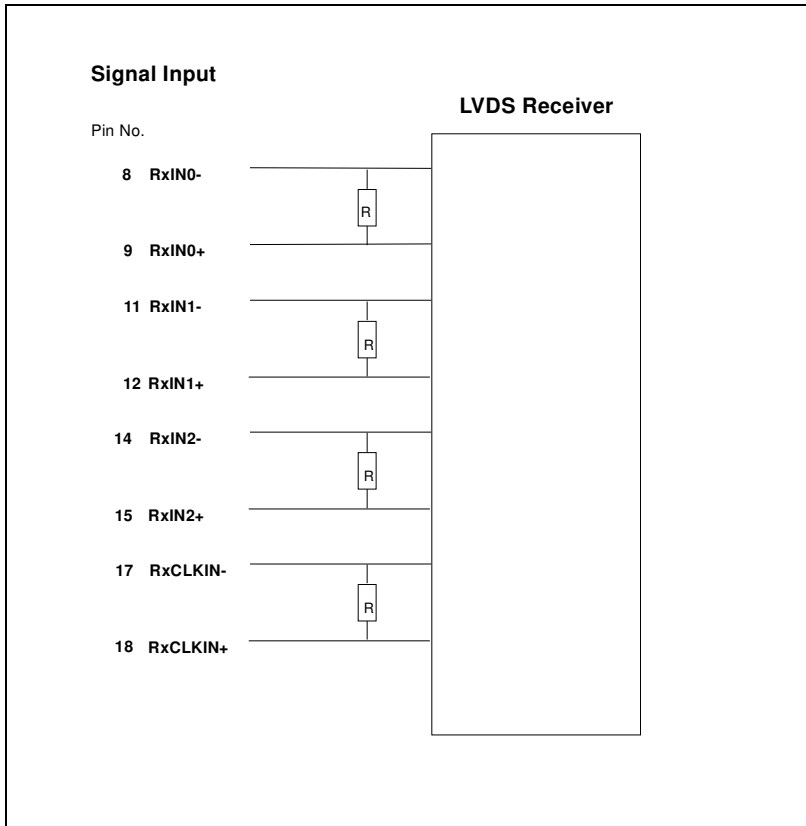 Signal Input
LVDS Receiver
Pin No.
8 RxIN0-
R
9 RxIN0+
11 RxIN1-
R
12 RxIN1+
14 RxIN2-
R
15 RxIN2+
17 RxCLKIN-
R
18 RxCLKIN+